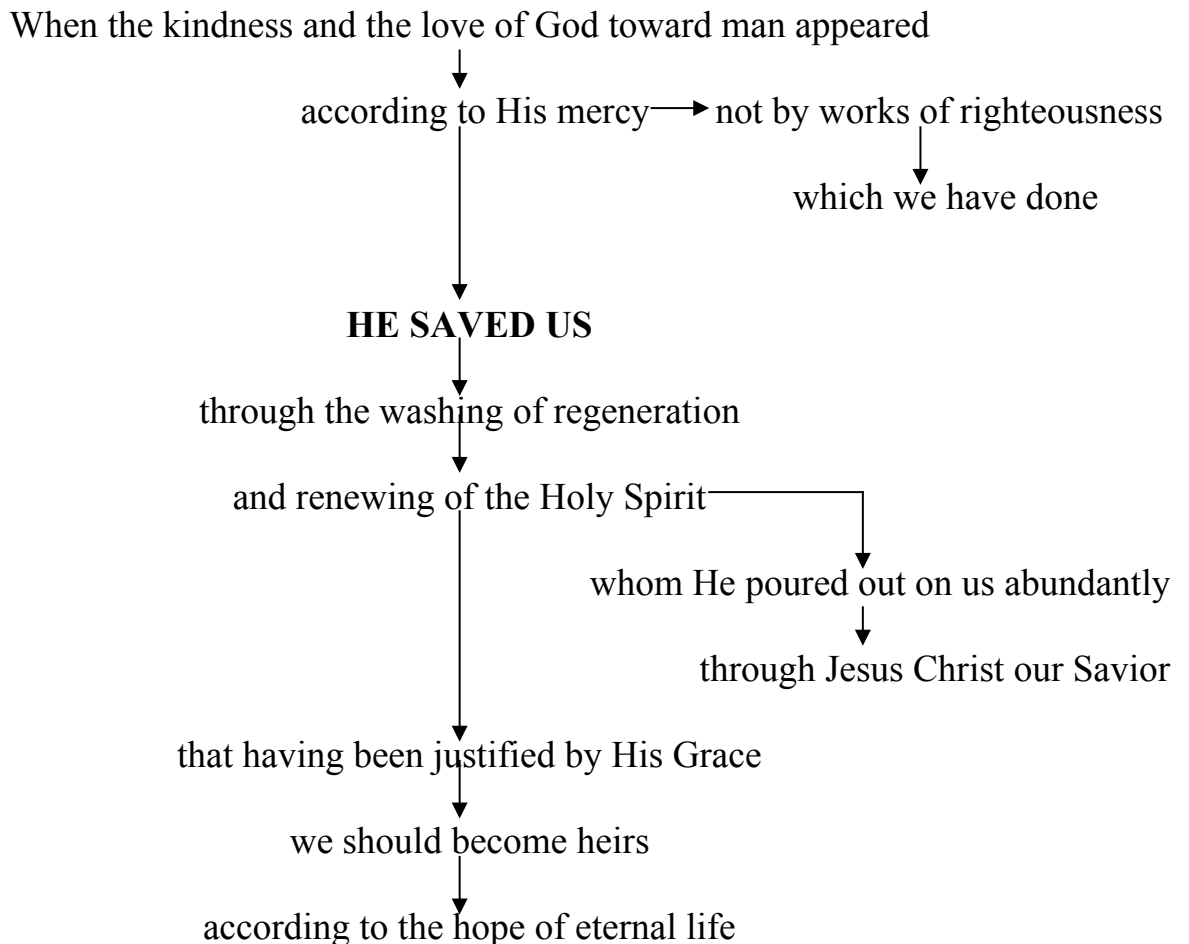 When the kindness and the love of God toward man appeared
according to His mercy not by works of righteousness
which we have done
HE SAVED US
through the washing of regeneration
and renewing of the Holy Spirit
whom He poured out on us abundantly
through Jesus Christ our Savior
that having been justified by His Grace
we should become heirs
according to the hope of eternal life